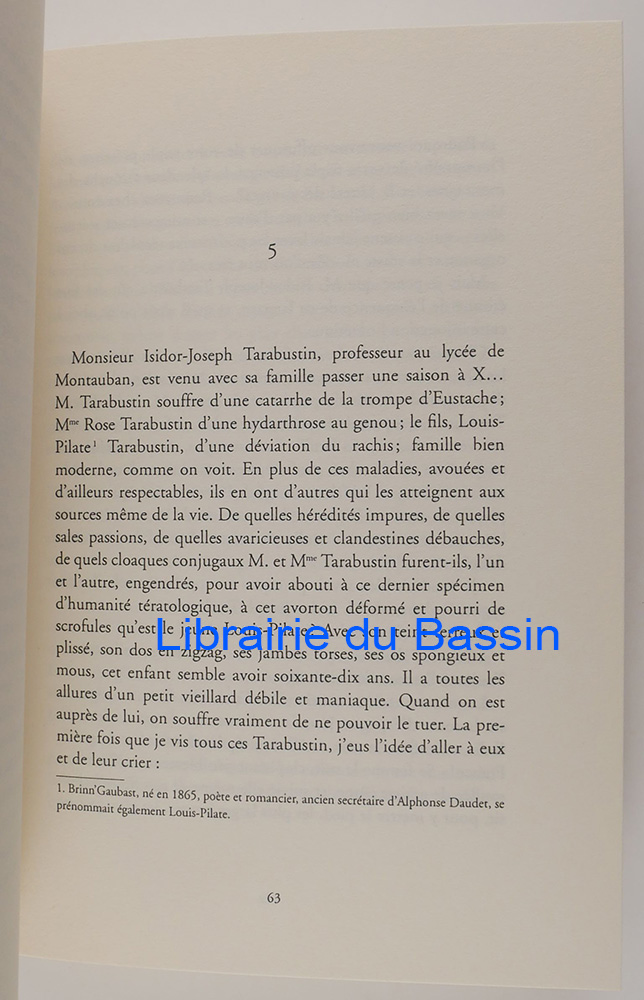 5
Monsieur Isidor-Joseph Tarabustin, professeur au lycée de
Montauban, est venu avec sa famille passer une saison à X…
M. Tarabustin souffre d'une catarrhe de la trompe d'Eustache ;
Mme Rose Tarabustin d'une hydarthrose au genou ; le fils, Louis-
Pilate1 Tarabustin, d'une déviation du rachis ; famille bien
moderne, comme on voit. En plus de ces maladies, avouées et
d'ailleurs respectables, ils en ont d'autres qui les atteignent aux
sources même de la vie. De quelles hérédités impures, de quelles
sales passions, de quelles avaricieuses et clandestines débauches,
de quels cloaques conjugaux M. et Mme Tarabustin furent-ils, l'un
et l'autre, engendrés, pour avoir abouti à ce dernier spécimen
d'humanité tératologique, à cet avorton déformé et pourri de
scrofules qu'est le jeune Louis-Pilate ? Avec son teint terreux et
Librairie du Bassin
plissé, son dos en zigzag, ses jambes torses, ses os spongieux et
mous, cet enfant semble avoir soixante-dix ans. Il a toutes les
allures d'un petit vieillard débile et maniaque. Quand on est
auprès de lui, on souffre vraiment de ne pouvoir le tuer. La pre-
mière fois que je vis tous ces Tarabustin, j'eus l'idée d'aller à eux
et de leur crier :
1. Brinn'Gaubast, né en 1865, poète et romancier, ancien secrétaire d'Alphonse Daudet, se
prénommait également Louis-Pilate.
63